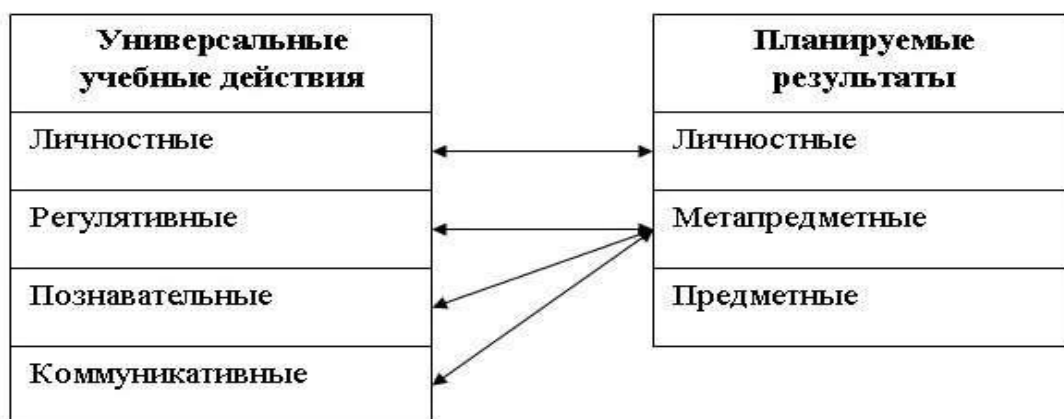 Универсальные
учебные действия
Личностные
Регулятивные
Познавательные
Коммуникативные
Планируемые
результаты
Личностные
Метапредметные
Предметные